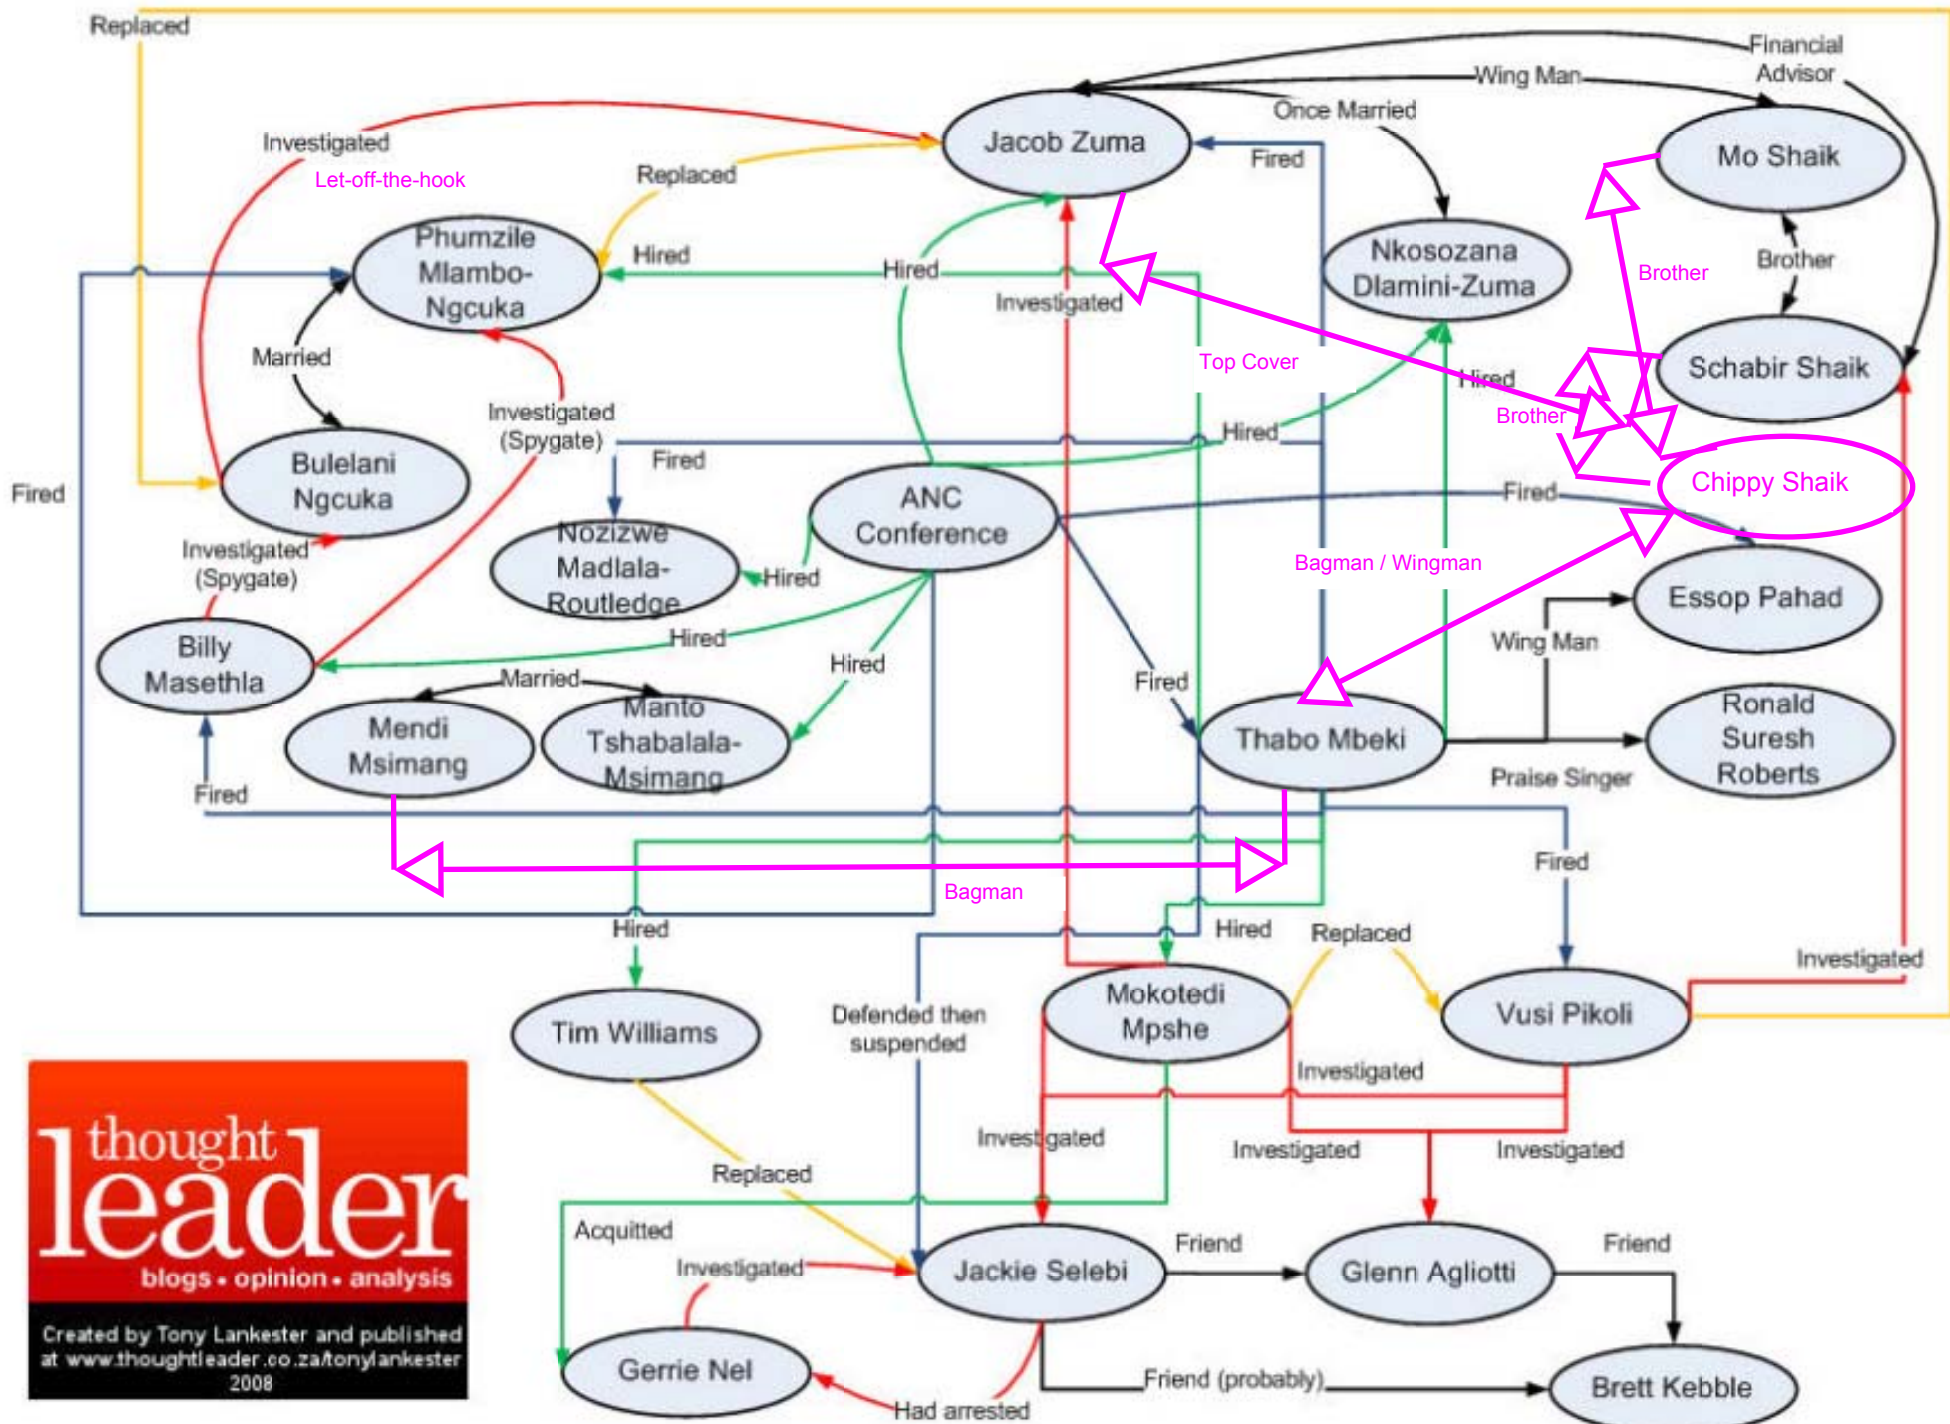 Replaced
Financial
Advisor
Wing Man
Once Married
Jacob Zuma
Mo Shaik
Investigated
Let-off-the-hook
Replaced
Fired
Phumzile
Mlambo-
Ngcuka
Hired
Hired
Investigated
Nkosozana
Dlamini-Zuma
Brother
Brother
Married
Top Cover
Hired
Schabir Shaik
Investigated
(Spygate)
Brother
Hired
Fired
Bulelani
Ngcuka
Fired
ANC
Conference
Fired
Chippy Shaik
Investigated
(Spygate)
Nozizwe
Madlala-
Routledge
Hired
Bagman / Wingman
Essop Pahad
Billy
Masethla
Hired
Hired
Wing Man
Married
Fired
Mendi
Msimang
Manto
Tshabalala-
Msimang
Thabo Mbeki
Ronald
Suresh
Roberts
Praise Singer
Fired
Bagman
Fired
Hired
Hired
Replaced
Investigated
Tim Williams
Defended then
suspended
Mokotedi
Mpshe
Vusi Pikoli
Investigated
Investigated
Investigated
Investigated
Replaced
Acquitted
Investigated
Jackie Selebi
Friend
Glenn Agliotti
Friend
Gerrie Nel
Had arrested
Friend (probably)
Brett Kebble
thought
leader
blogs • opinion • analysis
Created by Tony Lankester and published
at www.thoughtleader.co.za/tonylankester
2008